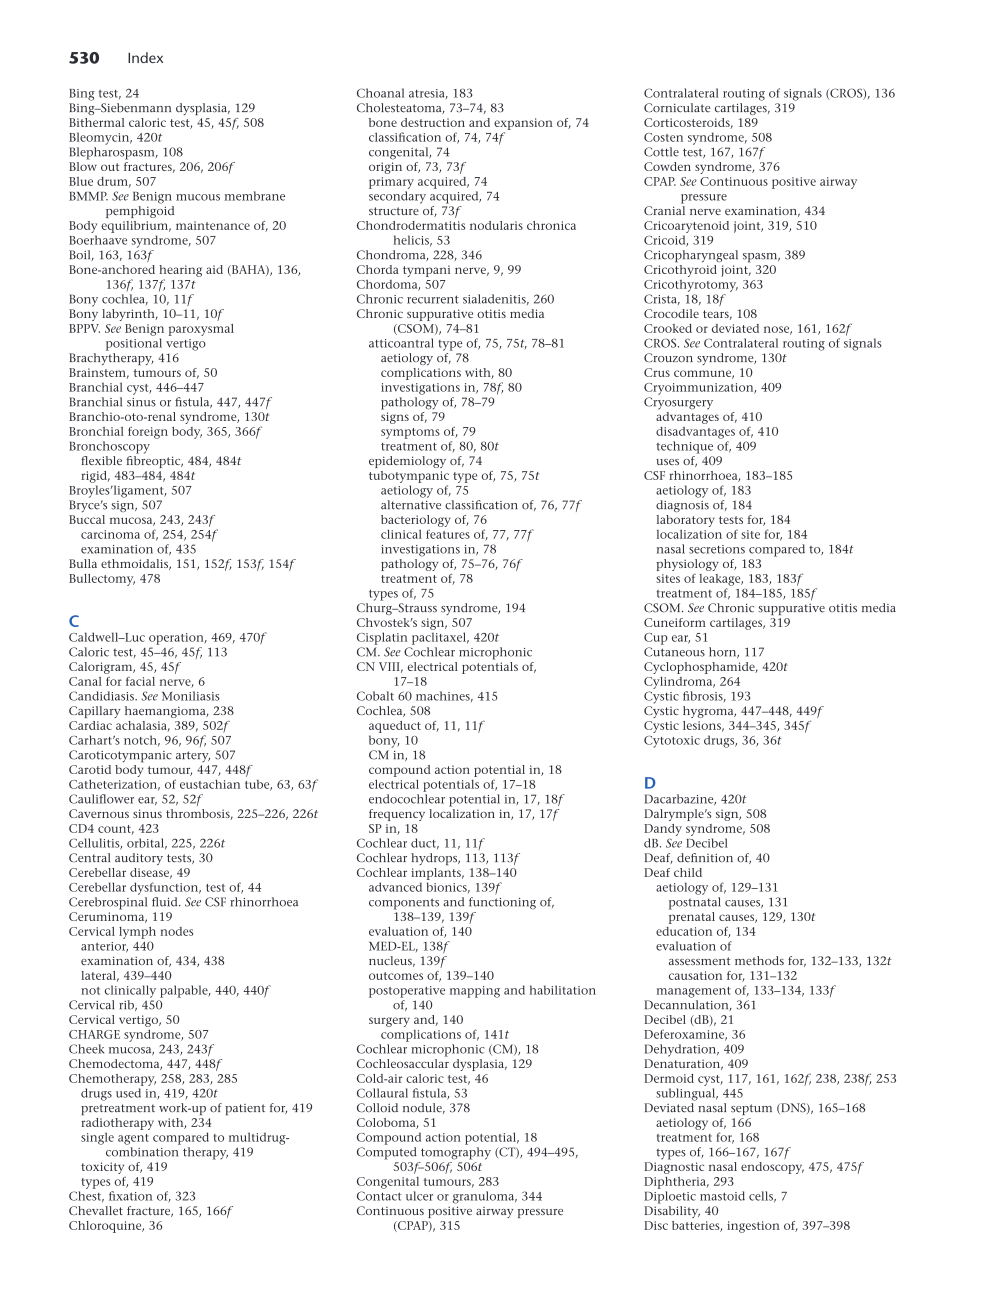 530 Index
Bing test, 24
Bing–Siebenmann dysplasia, 129
Bithermal caloric test, 45, 45f, 508
Bleomycin, 420t
Blepharospasm, 108
Blow out fractures, 206, 206f
Blue drum, 507
BMMP. See Benign mucous membrane
pemphigoid
Body equilibrium, maintenance of, 20
Boerhaave syndrome, 507
Boil, 163, 163f
Bone-anchored hearing aid (BAHA), 136,
136f, 137f, 137t
Bony cochlea, 10, 11f
Bony labyrinth, 10–11, 10f
BPPV. See Benign paroxysmal
positional vertigo
Brachytherapy, 416
Brainstem, tumours of, 50
Branchial cyst, 446–447
Branchial sinus or fistula, 447, 447f
Branchio-oto-renal syndrome, 130t
Bronchial foreign body, 365, 366f
Bronchoscopy
flexible fibreoptic, 484, 484t
rigid, 483–484, 484t
Broyles'ligament, 507
Bryce's sign, 507
Buccal mucosa, 243, 243f
carcinoma of, 254, 254f
examination of, 435
Bulla ethmoidalis, 151, 152f, 153f, 154f
Bullectomy, 478
C
Caldwell–Luc operation, 469, 470f
Caloric test, 45–46, 45f, 113
Calorigram, 45, 45f
Canal for facial nerve, 6
Candidiasis. See Moniliasis
Capillary haemangioma, 238
Cardiac achalasia, 389, 502f
Carhart's notch, 96, 96f, 507
Caroticotympanic artery, 507
Carotid body tumour, 447, 448f
Catheterization, of eustachian tube, 63, 63f
Cauliflower ear, 52, 52f
Cavernous sinus thrombosis, 225–226, 226t
CD4 count, 423
Cellulitis, orbital, 225, 226t
Central auditory tests, 30
Cerebellar disease, 49
Cerebellar dysfunction, test of, 44
Cerebrospinal fluid. See CSF rhinorrhoea
Ceruminoma, 119
Cervical lymph nodes
anterior, 440
examination of, 434, 438
lateral, 439–440
not clinically palpable, 440, 440f
Cervical rib, 450
Cervical vertigo, 50
CHARGE syndrome, 507
Cheek mucosa, 243, 243f
Chemodectoma, 447, 448f
Chemotherapy, 258, 283, 285
drugs used in, 419, 420t
pretreatment work-up of patient for, 419
radiotherapy with, 234
single agent compared to multidrug-
combination therapy, 419
toxicity of, 419
types of, 419
Chest, fixation of, 323
Chevallet fracture, 165, 166f
Chloroquine, 36
Choanal atresia, 183
Cholesteatoma, 73–74, 83
bone destruction and expansion of, 74
classification of, 74, 74f
congenital, 74
origin of, 73, 73f
primary acquired, 74
secondary acquired, 74
structure of, 73f
Chondrodermatitis nodularis chronica
helicis, 53
Chondroma, 228, 346
Chorda tympani nerve, 9, 99
Chordoma, 507
Chronic recurrent sialadenitis, 260
Chronic suppurative otitis media
(CSOM), 74–81
atticoantral type of, 75, 75t, 78–81
aetiology of, 78
complications with, 80
investigations in, 78f, 80
pathology of, 78–79
signs of, 79
symptoms of, 79
treatment of, 80, 80t
epidemiology of, 74
tubotympanic type of, 75, 75t
aetiology of, 75
alternative classification of, 76, 77f
bacteriology of, 76
clinical features of, 77, 77f
investigations in, 78
pathology of, 75–76, 76f
treatment of, 78
types of, 75
Churg–Strauss syndrome, 194
Chvostek's sign, 507
Cisplatin paclitaxel, 420t
CM. See Cochlear microphonic
CN VIII, electrical potentials of,
17–18
Cobalt 60 machines, 415
Cochlea, 508
aqueduct of, 11, 11f
bony, 10
CM in, 18
compound action potential in, 18
electrical potentials of, 17–18
endocochlear potential in, 17, 18f
frequency localization in, 17, 17f
SP in, 18
Cochlear duct, 11, 11f
Cochlear hydrops, 113, 113f
Cochlear implants, 138–140
advanced bionics, 139f
components and functioning of,
138–139, 139f
evaluation of, 140
MED-EL, 138f
nucleus, 139f
outcomes of, 139–140
postoperative mapping and habilitation
of, 140
surgery and, 140
complications of, 141t
Cochlear microphonic (CM), 18
Cochleosaccular dysplasia, 129
Cold-air caloric test, 46
Collaural fistula, 53
Colloid nodule, 378
Coloboma, 51
Compound action potential, 18
Computed tomography (CT), 494–495,
503f–506f, 506t
Congenital tumours, 283
Contact ulcer or granuloma, 344
Continuous positive airway pressure
(CPAP), 315
Contralateral routing of signals (CROS), 136
Corniculate cartilages, 319
Corticosteroids, 189
Costen syndrome, 508
Cottle test, 167, 167f
Cowden syndrome, 376
CPAP. See Continuous positive airway
pressure
Cranial nerve examination, 434
Cricoarytenoid joint, 319, 510
Cricoid, 319
Cricopharyngeal spasm, 389
Cricothyroid joint, 320
Cricothyrotomy, 363
Crista, 18, 18f
Crocodile tears, 108
Crooked or deviated nose, 161, 162f
CROS. See Contralateral routing of signals
Crouzon syndrome, 130t
Crus commune, 10
Cryoimmunization, 409
Cryosurgery
advantages of, 410
disadvantages of, 410
technique of, 409
uses of, 409
CSF rhinorrhoea, 183–185
aetiology of, 183
diagnosis of, 184
laboratory tests for, 184
localization of site for, 184
nasal secretions compared to, 184t
physiology of, 183
sites of leakage, 183, 183f
treatment of, 184–185, 185f
CSOM. See Chronic suppurative otitis media
Cuneiform cartilages, 319
Cup ear, 51
Cutaneous horn, 117
Cyclophosphamide, 420t
Cylindroma, 264
Cystic fibrosis, 193
Cystic hygroma, 447–448, 449f
Cystic lesions, 344–345, 345f
Cytotoxic drugs, 36, 36t
D
Dacarbazine, 420t
Dalrymple's sign, 508
Dandy syndrome, 508
dB. See Decibel
Deaf, definition of, 40
Deaf child
aetiology of, 129–131
postnatal causes, 131
prenatal causes, 129, 130t
education of, 134
evaluation of
assessment methods for, 132–133, 132t
causation for, 131–132
management of, 133–134, 133f
Decannulation, 361
Decibel (dB), 21
Deferoxamine, 36
Dehydration, 409
Denaturation, 409
Dermoid cyst, 117, 161, 162f, 238, 238f, 253
sublingual, 445
Deviated nasal septum (DNS), 165–168
aetiology of, 166
treatment for, 168
types of, 166–167, 167f
Diagnostic nasal endoscopy, 475, 475f
Diphtheria, 293
Diploetic mastoid cells, 7
Disability, 40
Disc batteries, ingestion of, 397–398